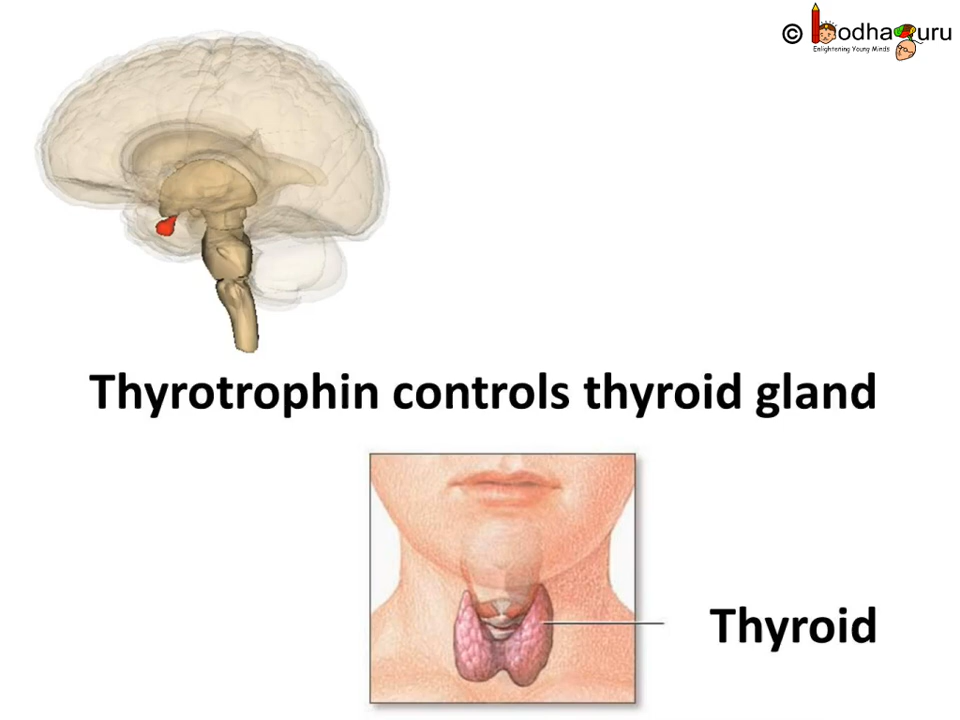 © bodhaguru
Enlightening Young Minds
Thyrotrophin controls thyroid gland
Thyroid